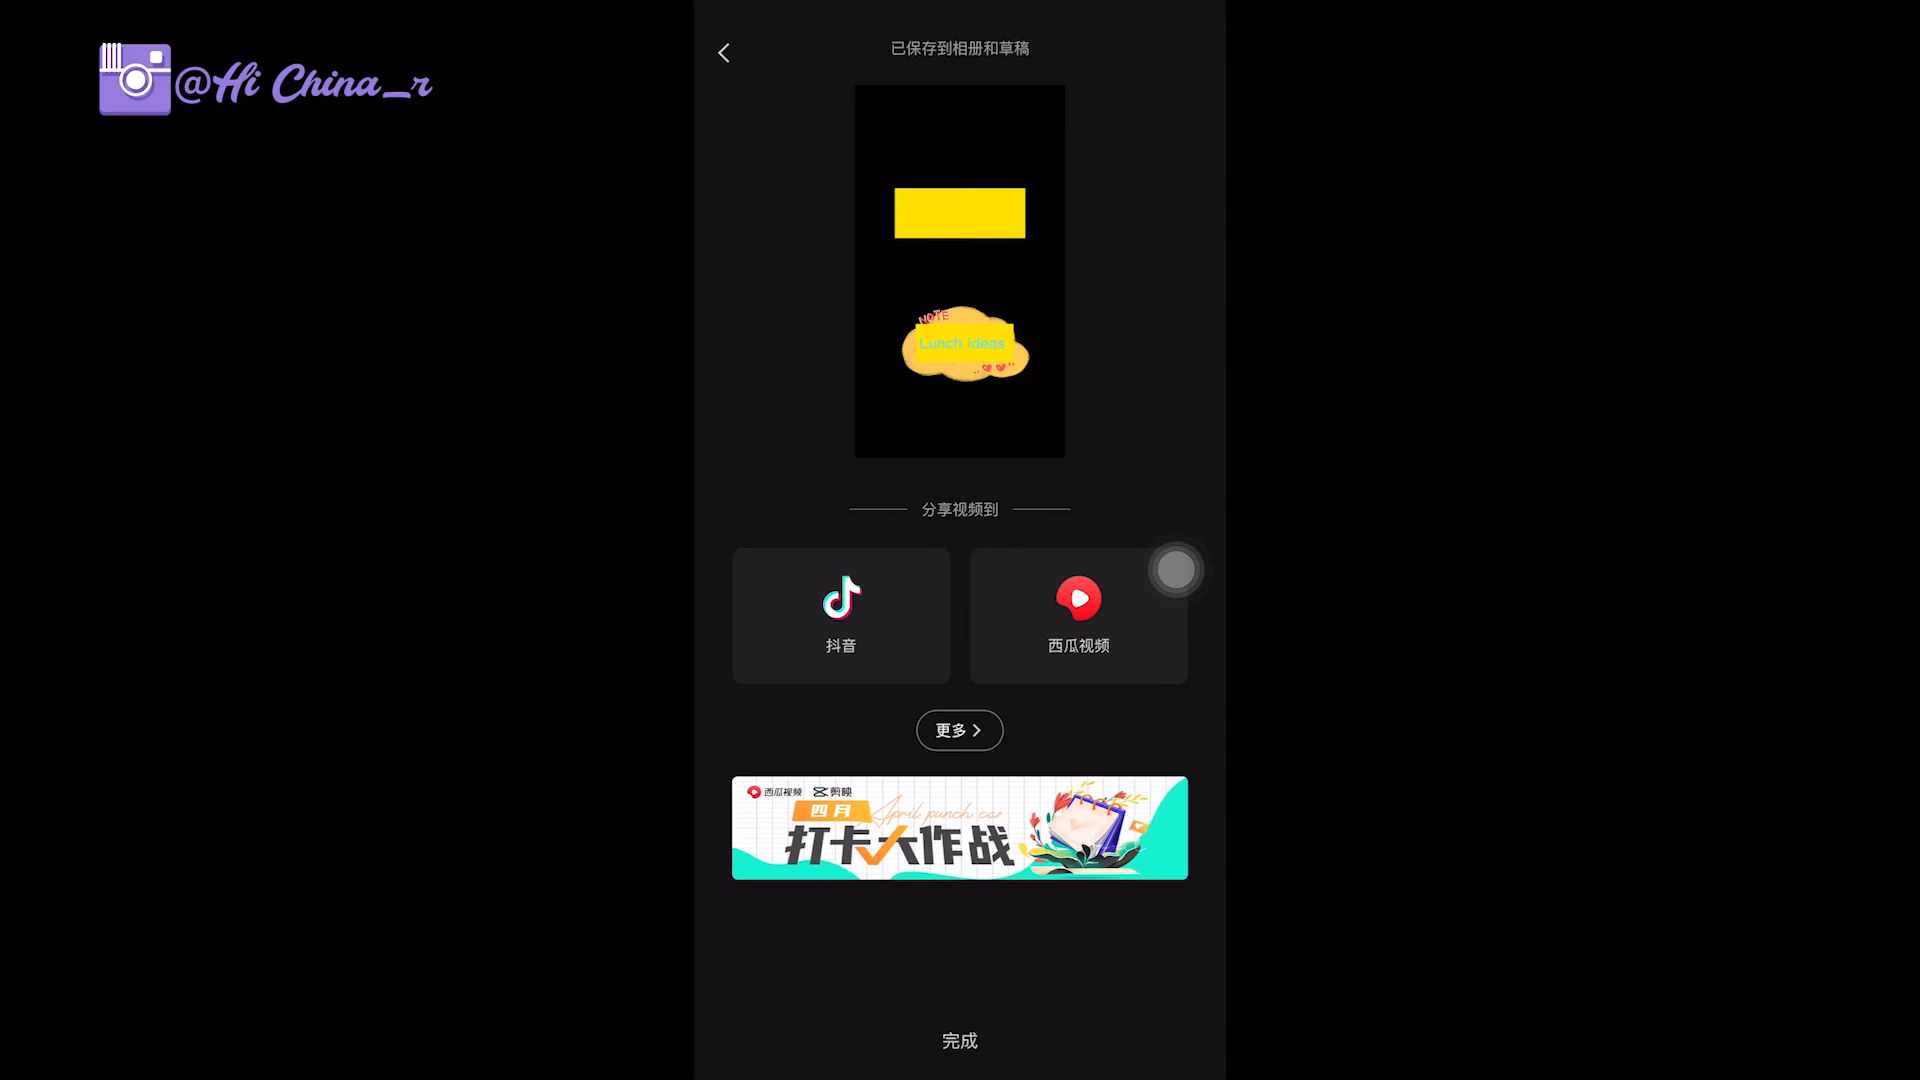 @Hi China_r
已保存到相册和草稿
NOTE
Lunch ideas
分享视频到
抖音
西瓜视频
更多
西瓜视频 剪映
四月
April punch car
打卡大作战
完成